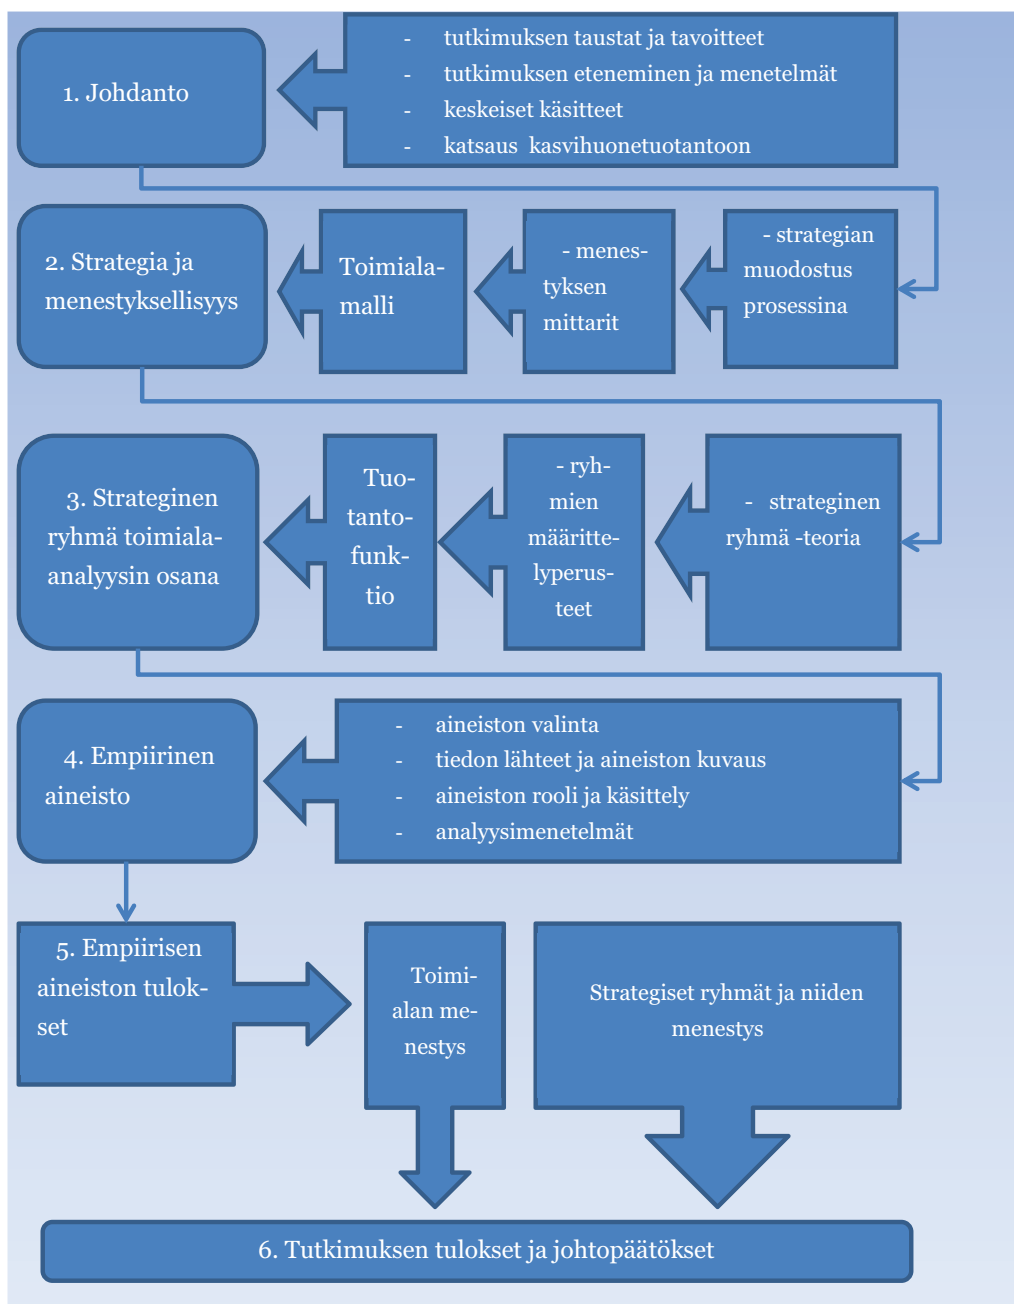 1. Johdanto
- tutkimuksen taustat ja tavoitteet
- tutkimuksen eteneminen ja menetelmät
- keskeiset käsitteet
- katsaus kasvihuonetuotantoon
2. Strategia ja
menestyksellisyys
Toimiala-
malli
- menes-
tyksen
mittarit
- strategian
muodostus
prosessina
3. Strateginen
ryhmä toimiala-
analyysin osana
Tuo-
tanto-
funk-
tio
- ryh-
mien
määritte-
lyperus-
teet
- strateginen
ryhmä -teoria
4. Empiirinen
aineisto
- aineiston valinta
- tiedon lähteet ja aineiston kuvaus
- aineiston rooli ja käsittely
- analyysimenetelmät
5. Empiirisen
aineiston tulok-
set
Toimi-
alan me-
nestys
Strategiset ryhmät ja niiden
menestys
6. Tutkimuksen tulokset ja johtopäätökset